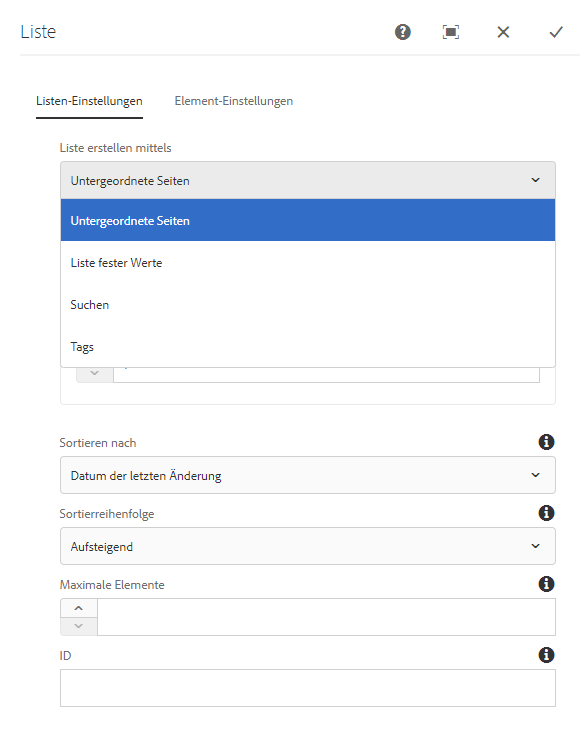 Liste
Listen-Einstellungen
Element-Einstellungen
Liste erstellen mittels
Untergeordnete Seiten
Untergeordnete Seiten
Liste fester Werte
Suchen
Tags
Sortieren nach
Datum der letzten Änderung
Sortierreihenfolge
Aufsteigend
Maximale Elemente
ID